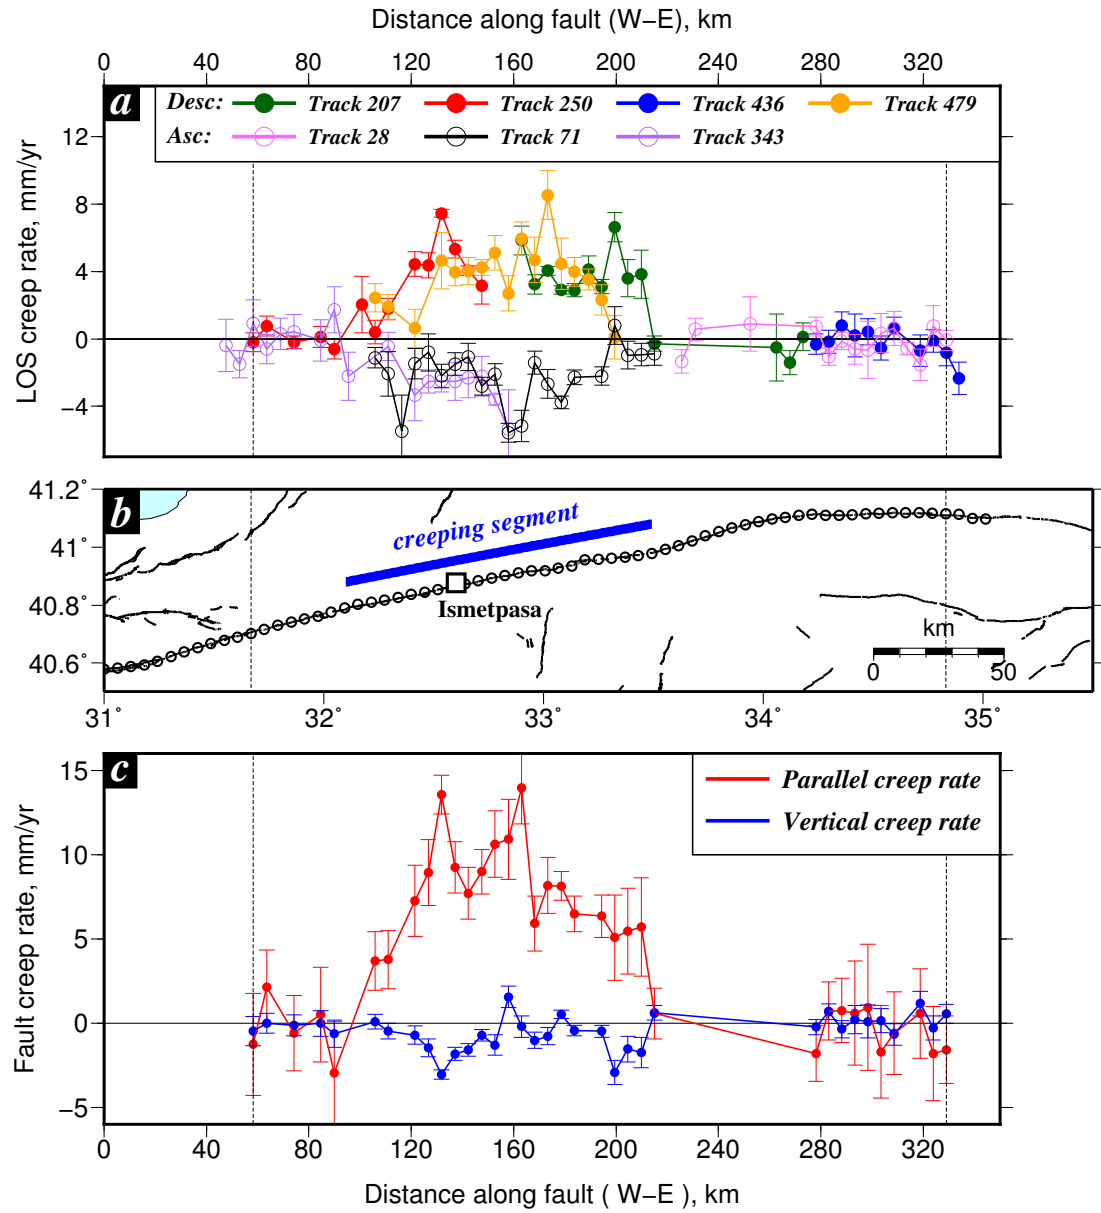 Distance along fault (W−E), km
0 40 80 120 160 200 240 280 320
a
Desc: Track 207 Track 250 Track 436 Track 479
Asc: Track 28 Track 71 Track 343
LOS creep rate, mm/yr
12
8
4
0
−4
b
41.2˚
41˚
40.8˚
40.6˚
creeping segment
Ismetpasa
km
0 50
31˚ 32˚ 33˚ 34˚ 35˚
c
Parallel creep rate
Vertical creep rate
Fault creep rate, mm/yr
15
10
5
0
−5
0 40 80 120 160 200 240 280 320
Distance along fault ( W−E ), km